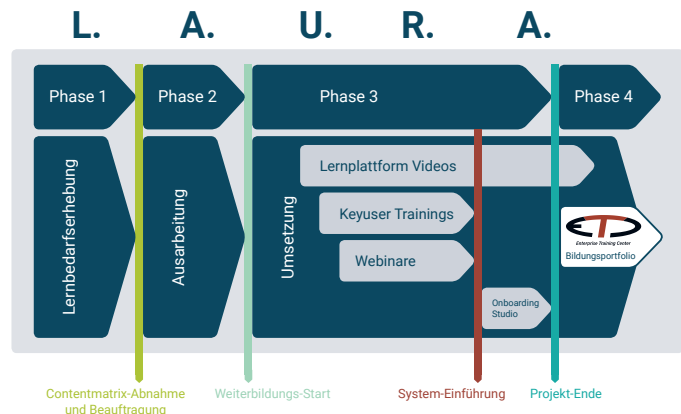 L. A. U. R. A.
Phase 1
Phase 2
Phase 3
Phase 4
Lernbedarfserhebung
Ausarbeitung
Umsetzung
Lernplattform Videos
Keyuser Trainings
Webinare
Onboarding
Studio
ETC
Enterprise Training Center
Bildungsportfolio
Contentmatrix-Abnahme
und Beauftragung
Weiterbildungs-Start
System-Einführung
Projekt-Ende